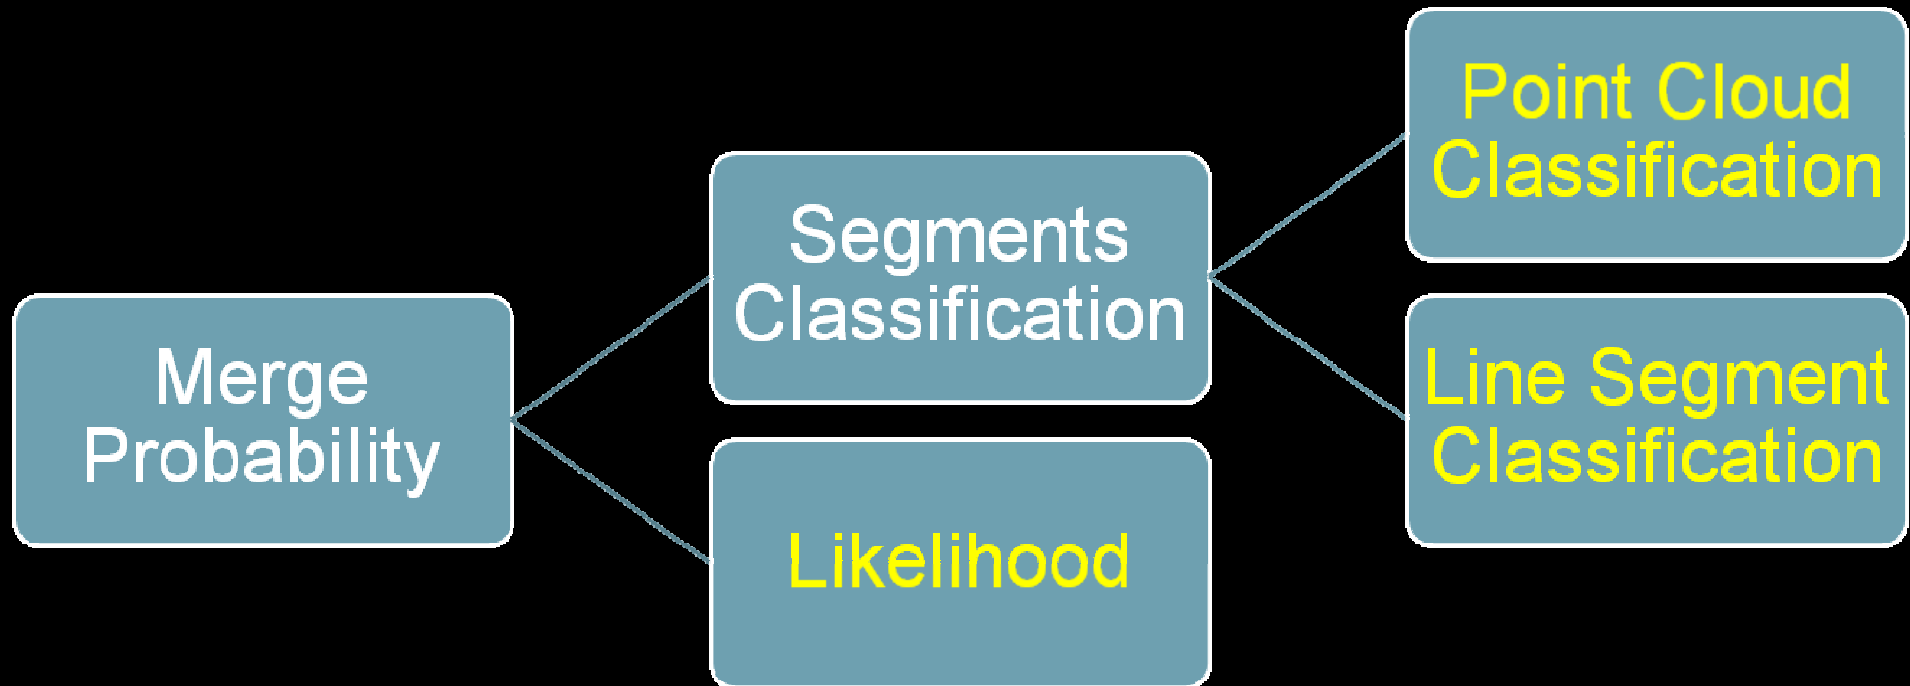 Merge
Probability
Segments
Classification
Likelihood
Point Cloud
Classification
Line Segment
Classification